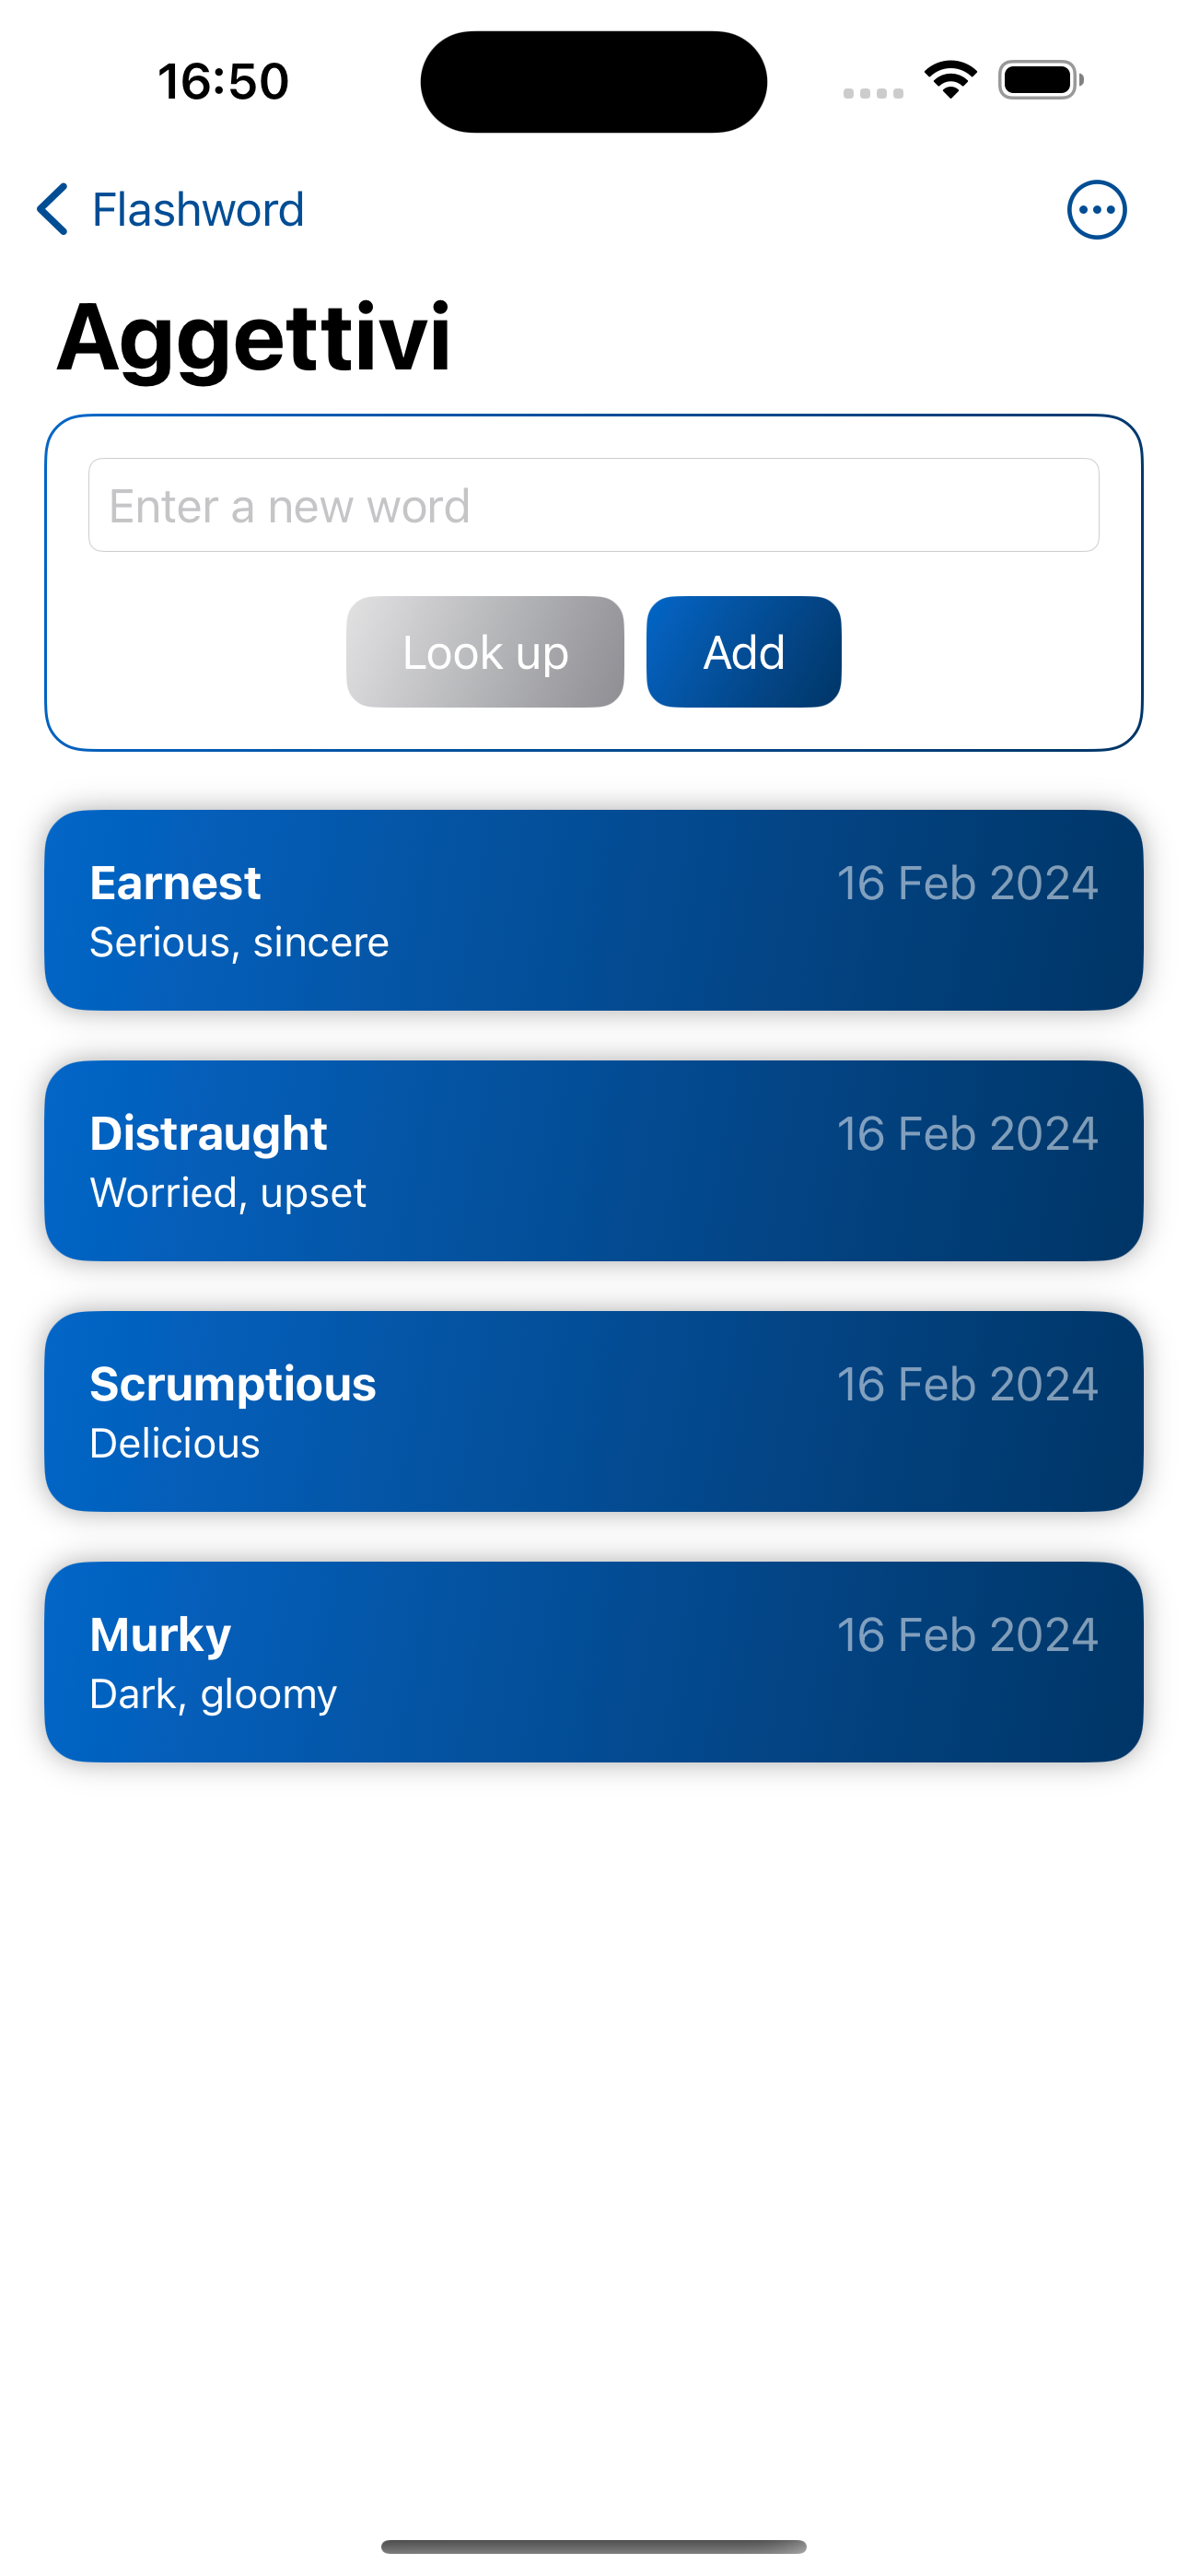 16:50
Flashword
Aggettivi
Enter a new word
Look up Add
Earnest 16 Feb 2024
Serious, sincere
Distraught 16 Feb 2024
Worried, upset
Scrumptious 16 Feb 2024
Delicious
Murky 16 Feb 2024
Dark, gloomy